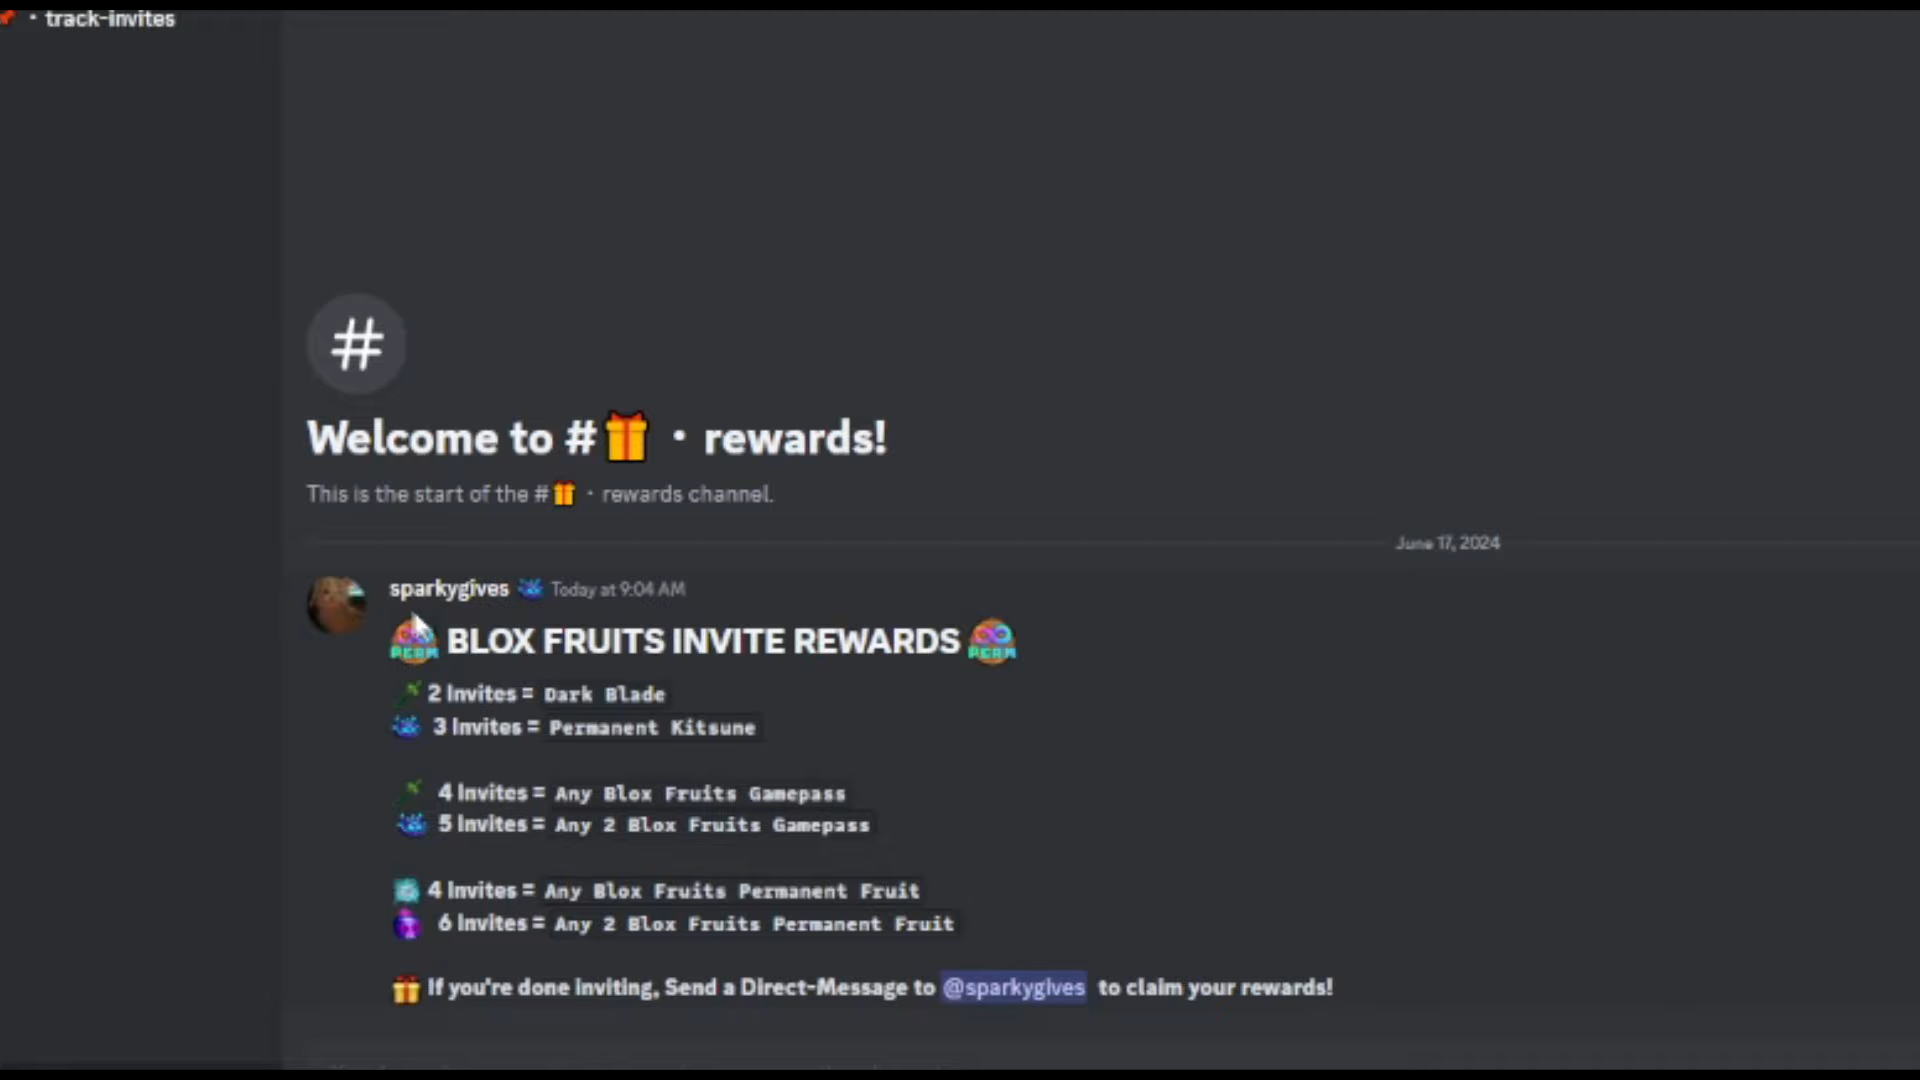 • track-invites
#
Welcome to #🎁 • rewards!
This is the start of the #🎁 • rewards channel.
June 17, 2024
sparkygives Today at 9:04 AM
PERM BLOX FRUITS INVITE REWARDS PERM
2 Invites = Dark Blade
3 Invites = Permanent Kitsune
4 Invites = Any Blox Fruits Gamepass
5 Invites = Any 2 Blox Fruits Gamepass
4 Invites = Any Blox Fruits Permanent Fruit
6 Invites = Any 2 Blox Fruits Permanent Fruit
🎁 If you're done inviting, Send a Direct-Message to @sparkygives to claim your rewards!